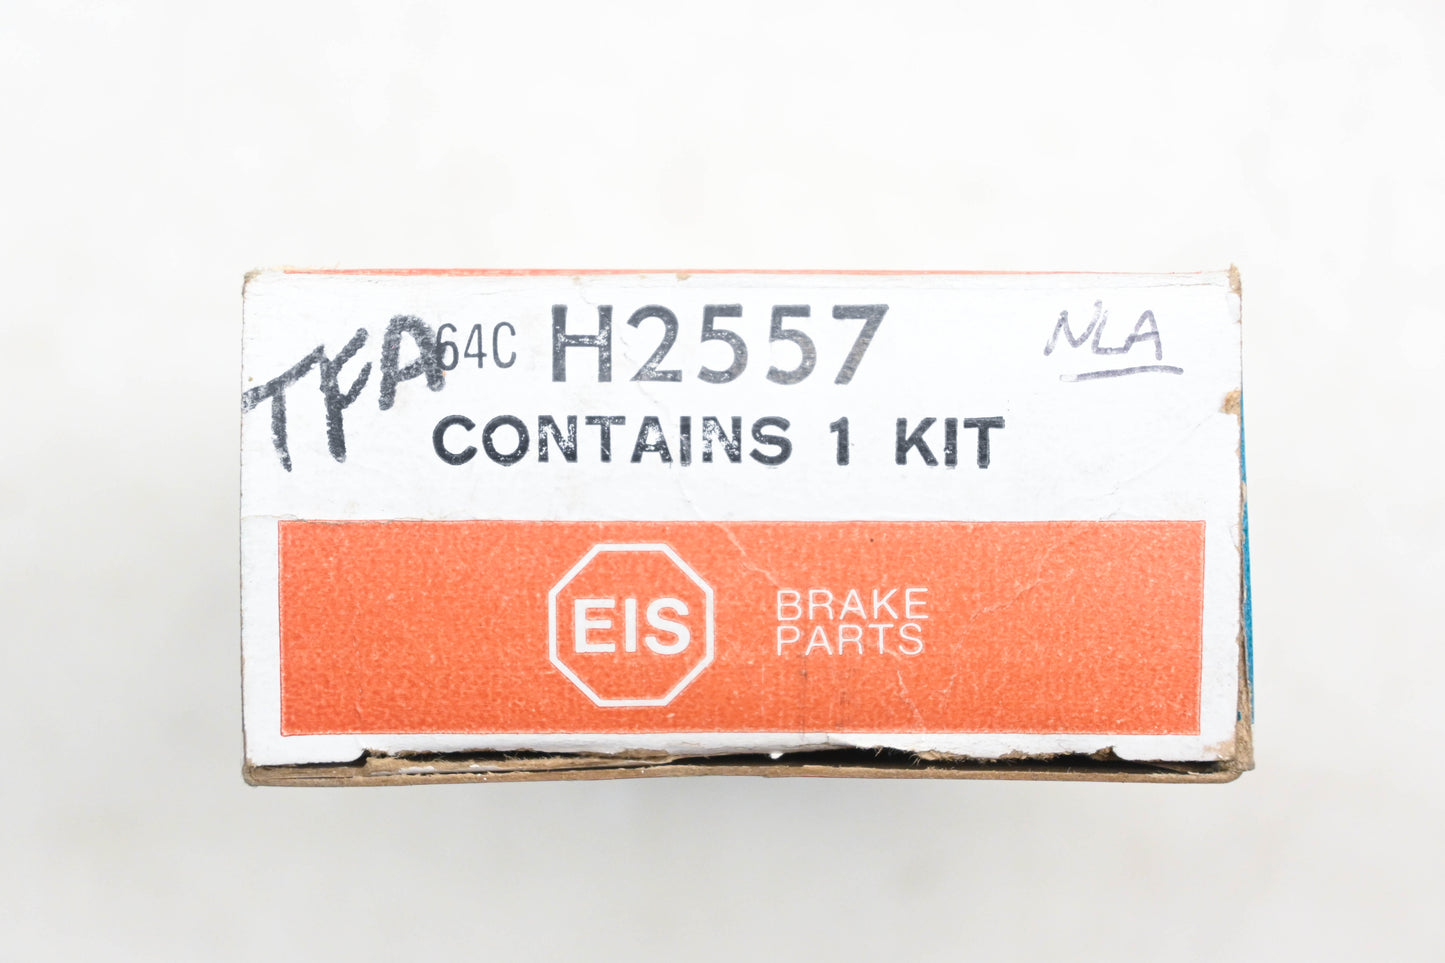 TFA 64C H2557 NLA
CONTAINS 1 KIT
EIS BRAKE
PARTS